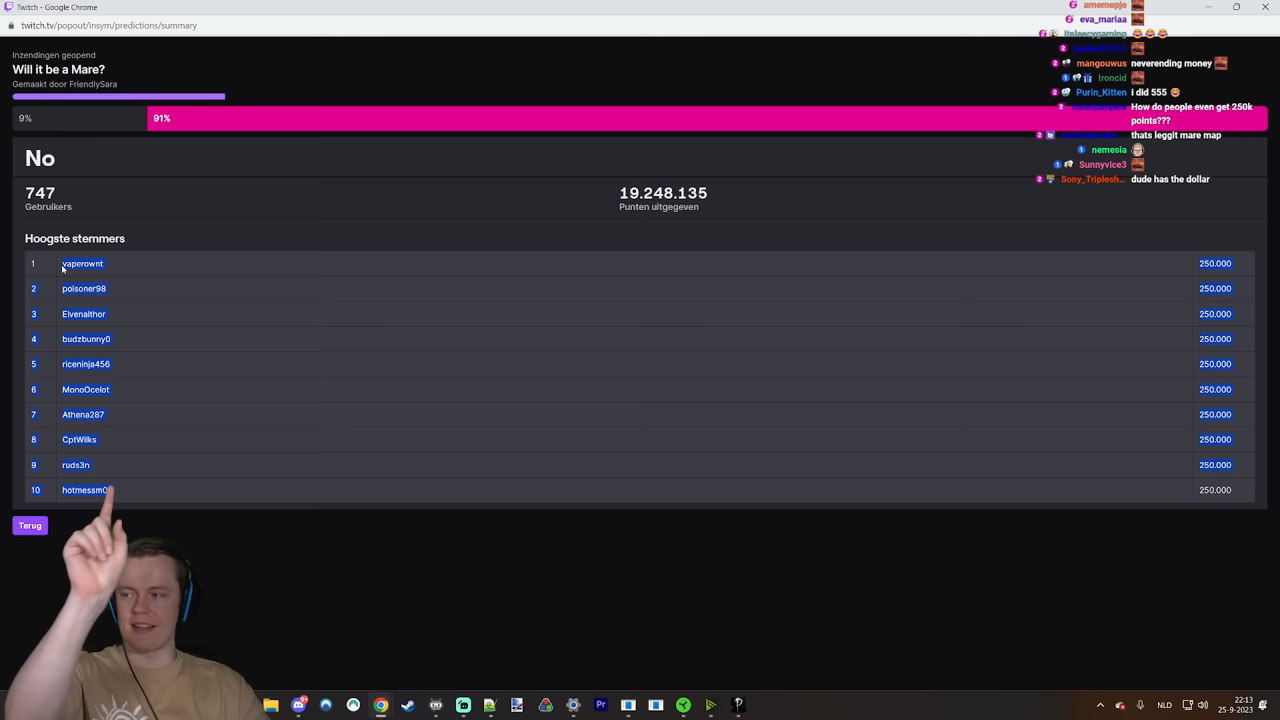 Twitch - Google Chrome
twitch.tv/popout/insym/predictions/summary
Inzendingen geopend
Will it be a Mare?
Gemaakt door FriendlySara
9%
91%
No
747
Gebruikers
19.248.135
Punten uitgegeven
Hoogste stemmers
1 vaperownt 250.000
2 poisoner98 250.000
3 Elvenalthor 250.000
4 budzbunny0 250.000
5 riceninja456 250.000
6 MonoOcelot 250.000
7 Athena287 250.000
8 CptWilks 250.000
9 ruds3n 250.000
10 hotmessm0 250.000
Terug
amemepje
eva_mariaa
itsleecygaming
mangouwus neverending money
Ironcid
Purin_Kitten i did 555
How do people even get 250k
points???
thats leggit mare map
nemesia
Sunnyvice3
Sony_Triplesh... dude has the dollar
NLD
22:13
25-9-2023